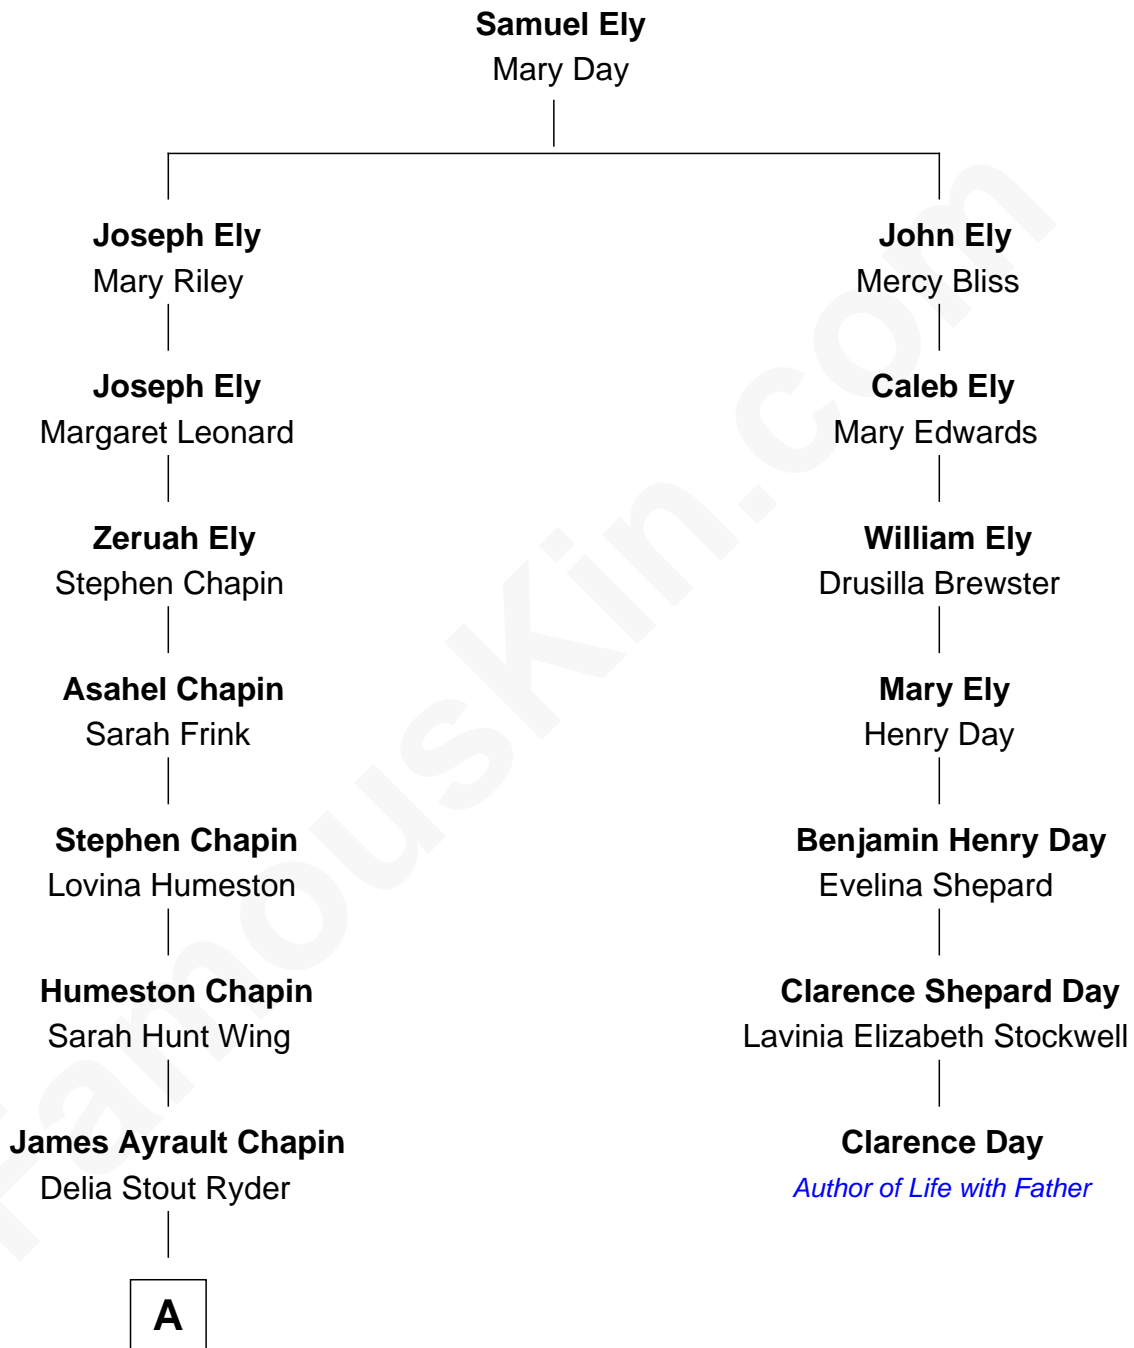 Samuel Ely
Mary Day
Joseph Ely
Mary Riley
John Ely
Mercy Bliss
Joseph Ely
Margaret Leonard
Caleb Ely
Mary Edwards
Zeruah Ely
Stephen Chapin
William Ely
Drusilla Brewster
Asahel Chapin
Sarah Frink
Mary Ely
Henry Day
Stephen Chapin
Lovina Humeston
Benjamin Henry Day
Evelina Shepard
Humeston Chapin
Sarah Hunt Wing
Clarence Shepard Day
Lavinia Elizabeth Stockwell
James Ayrault Chapin
Delia Stout Ryder
Clarence Day
Author of Life with Father
A
FamousKin.com